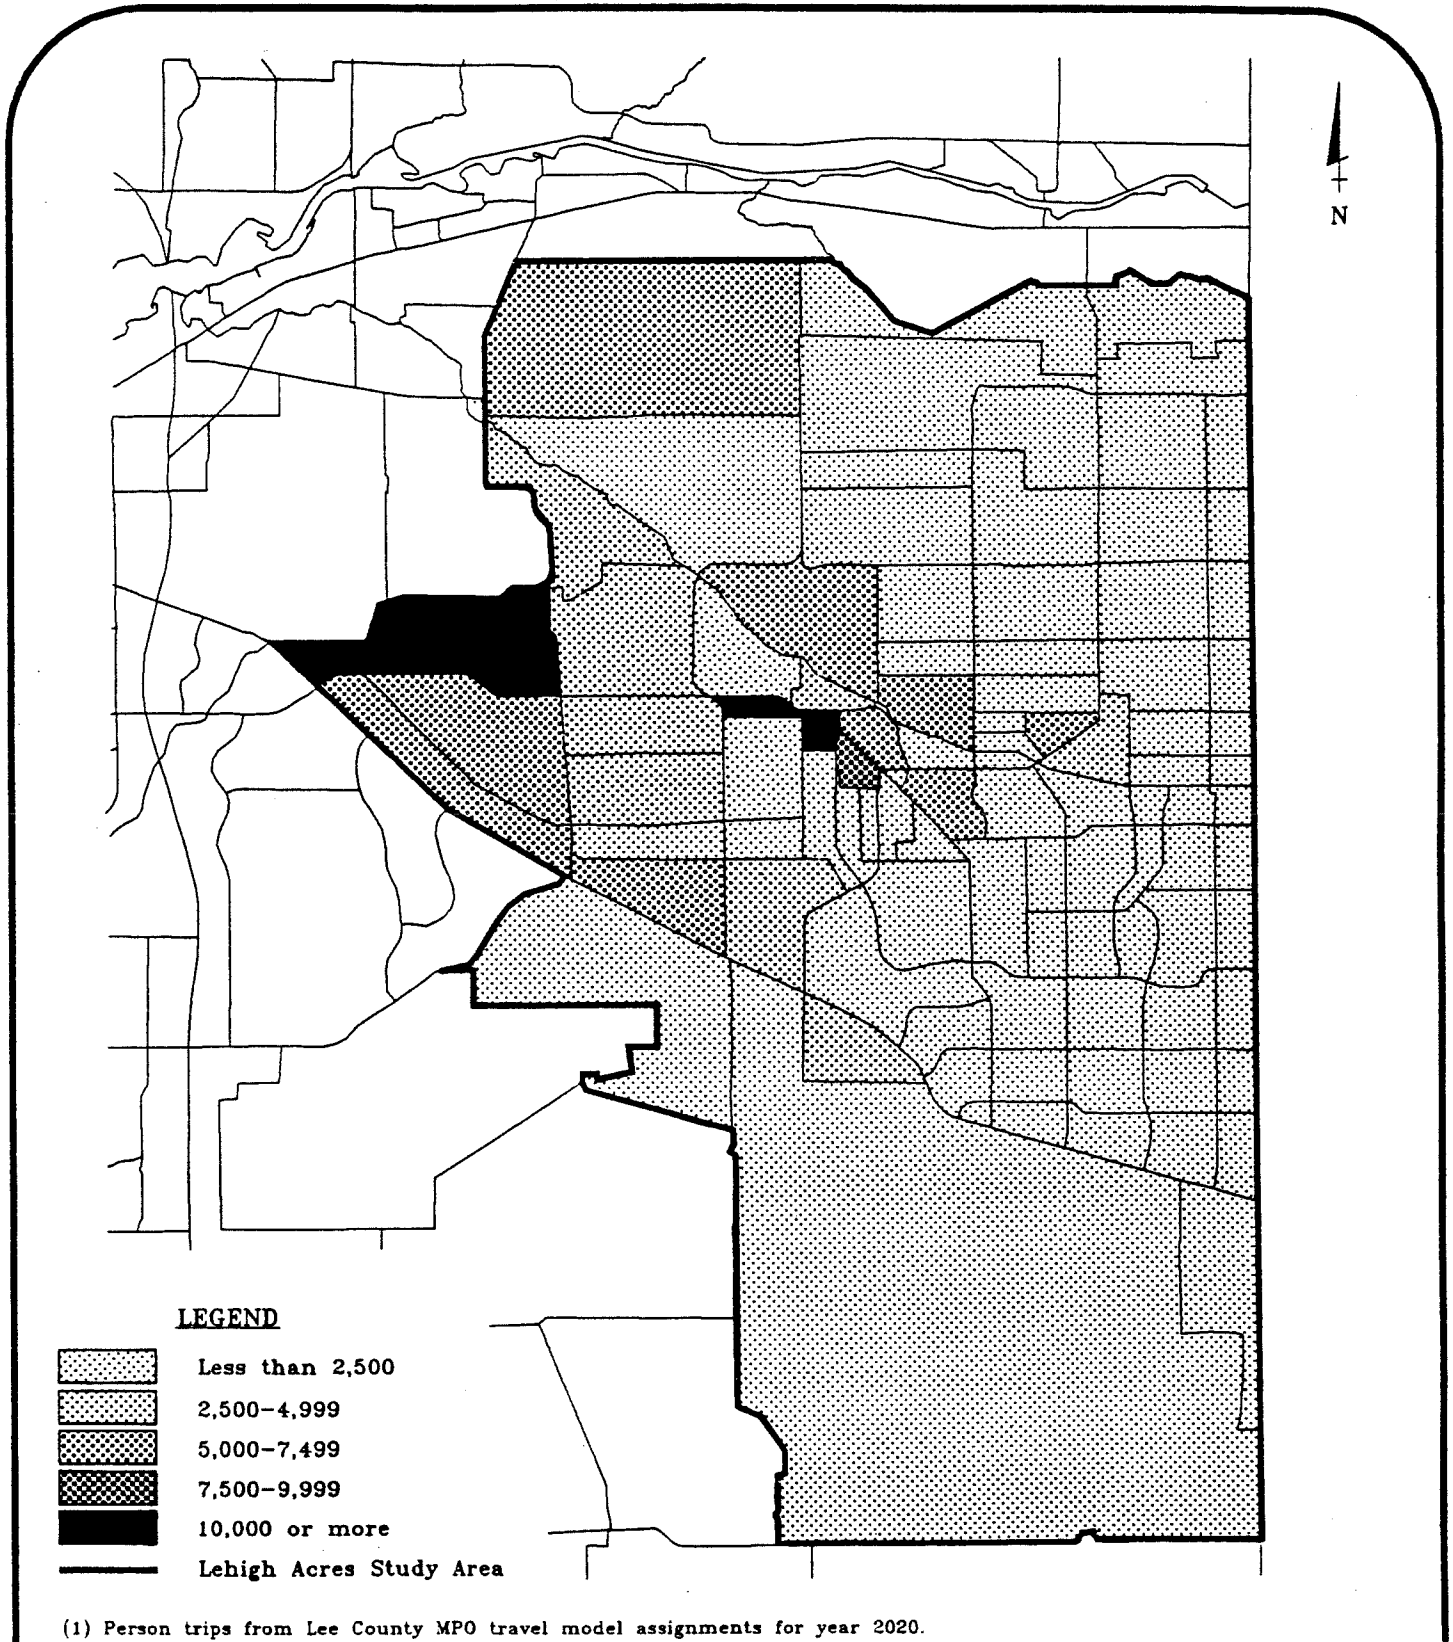 N
LEGEND
Less than 2,500
2,500-4,999
5,000-7,499
7,500-9,999
10,000 or more
Lehigh Acres Study Area
(1) Person trips from Lee County MPO travel model assignments for year 2020.